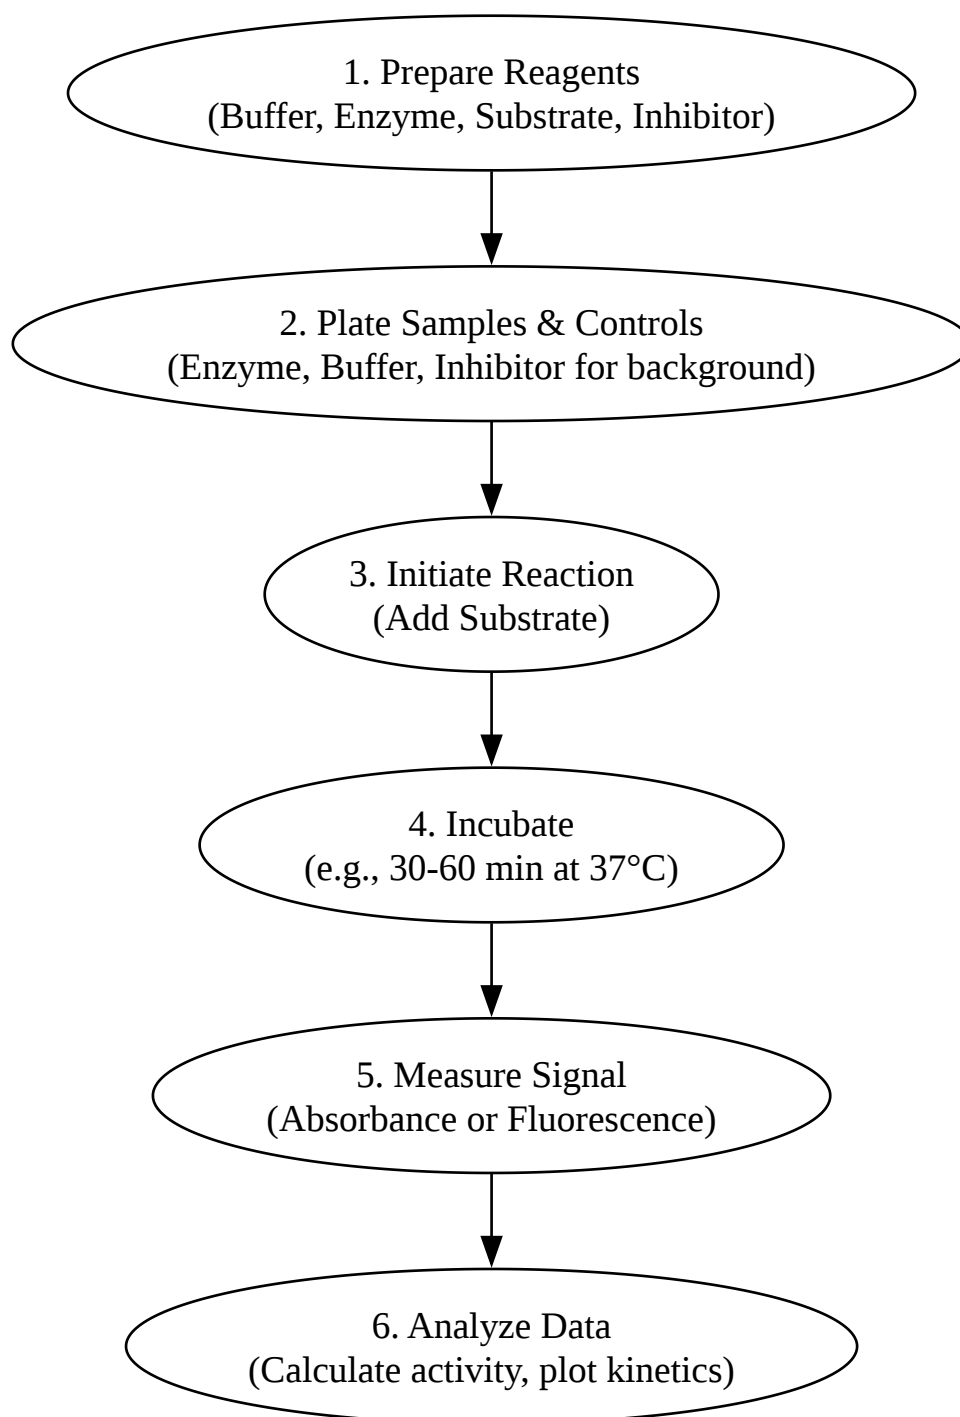 1. Prepare Reagents
(Buffer, Enzyme, Substrate, Inhibitor)
2. Plate Samples & Controls
(Enzyme, Buffer, Inhibitor for background)
3. Initiate Reaction
(Add Substrate)
4. Incubate
(e.g., 30-60 min at 37°C)
5. Measure Signal
(Absorbance or Fluorescence)
6. Analyze Data
(Calculate activity, plot kinetics)